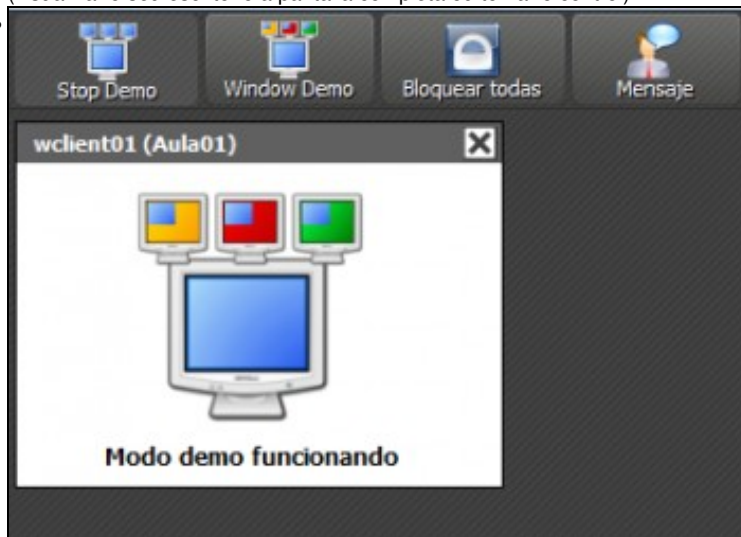 Stop Demo
Window Demo
Bloquear todas
Mensaje
wclient01 (Aula01)
Modo demo funcionando